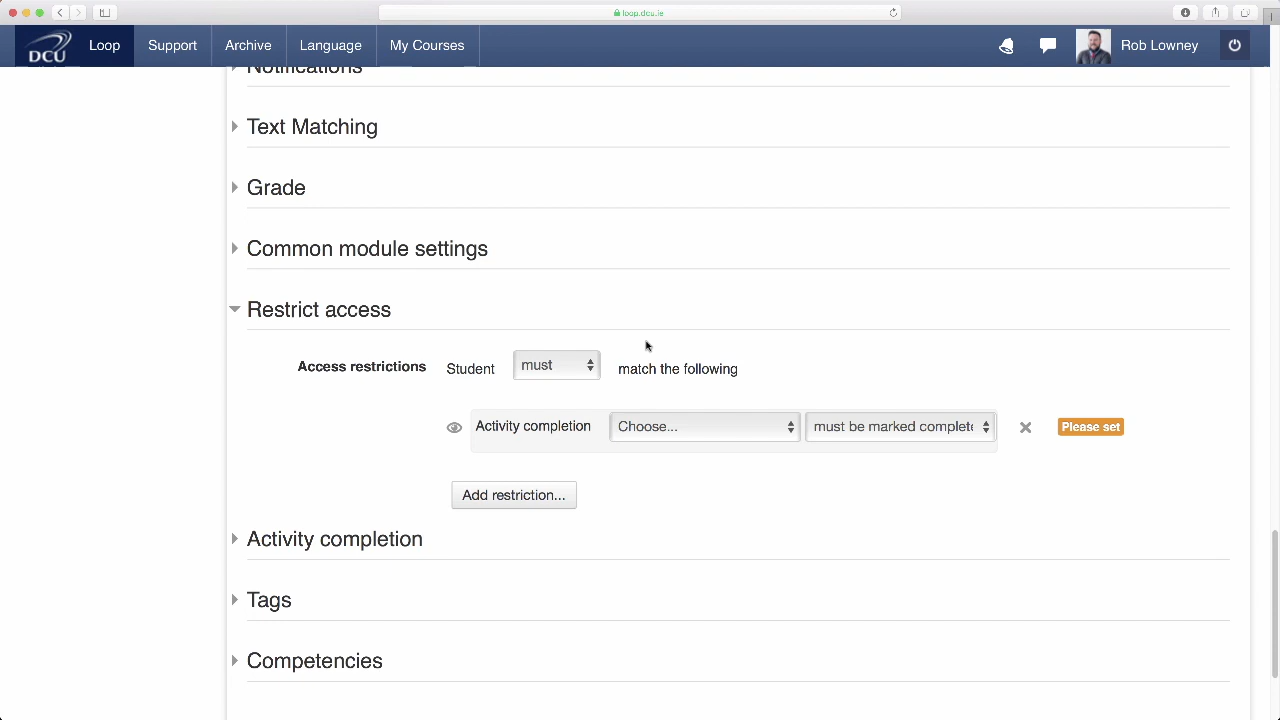 loop.dcu.ie
DCU
Loop
Support
Archive
Language
My Courses
Rob Lowney
Notifications
Text Matching
Grade
Common module settings
Restrict access
Access restrictions Student must match the following
Activity completion Choose... must be marked complete Please set
Add restriction...
Activity completion
Tags
Competencies